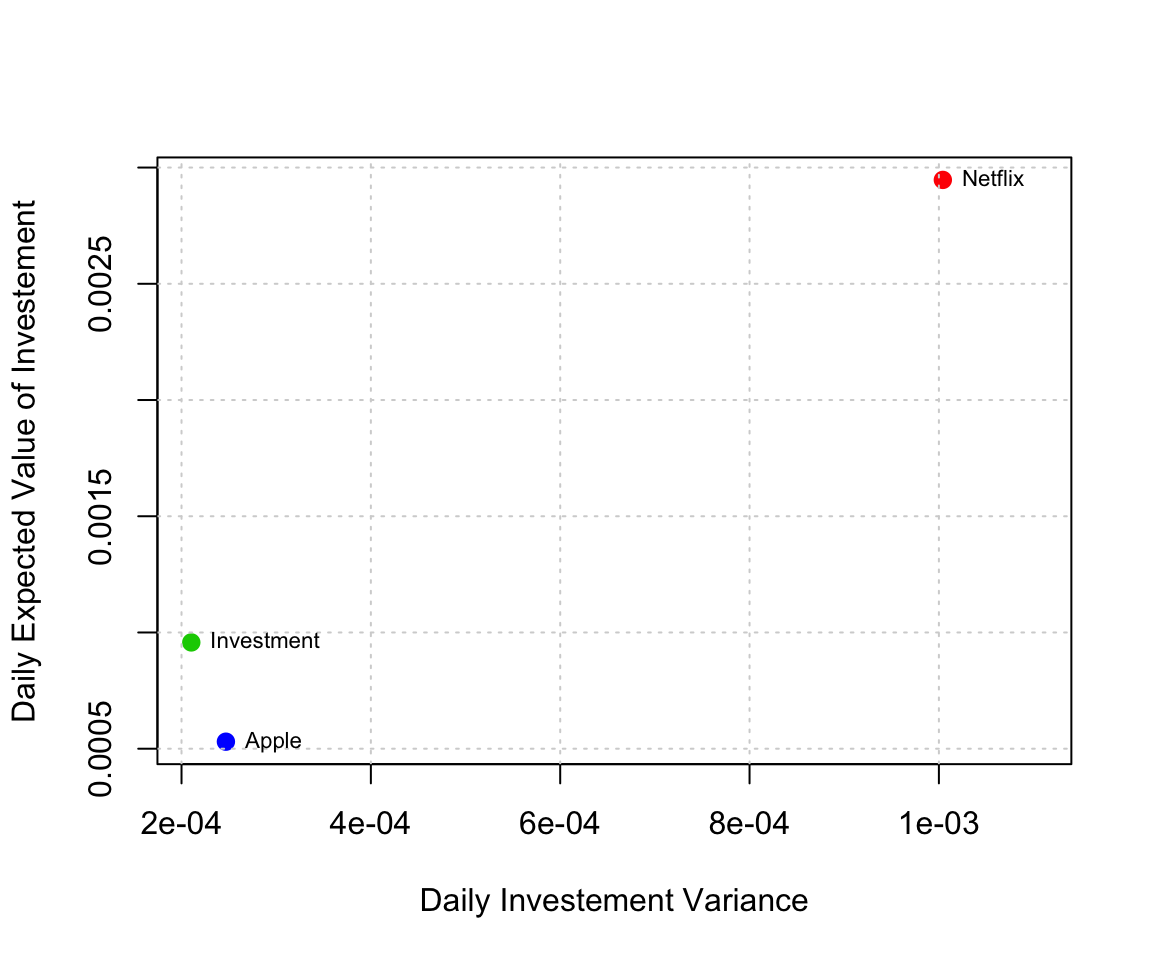 Daily Expected Value of Investement
0.0025
0.0015
0.0005
Netflix
Investment
Apple
2e-04 4e-04 6e-04 8e-04 1e-03
Daily Investement Variance